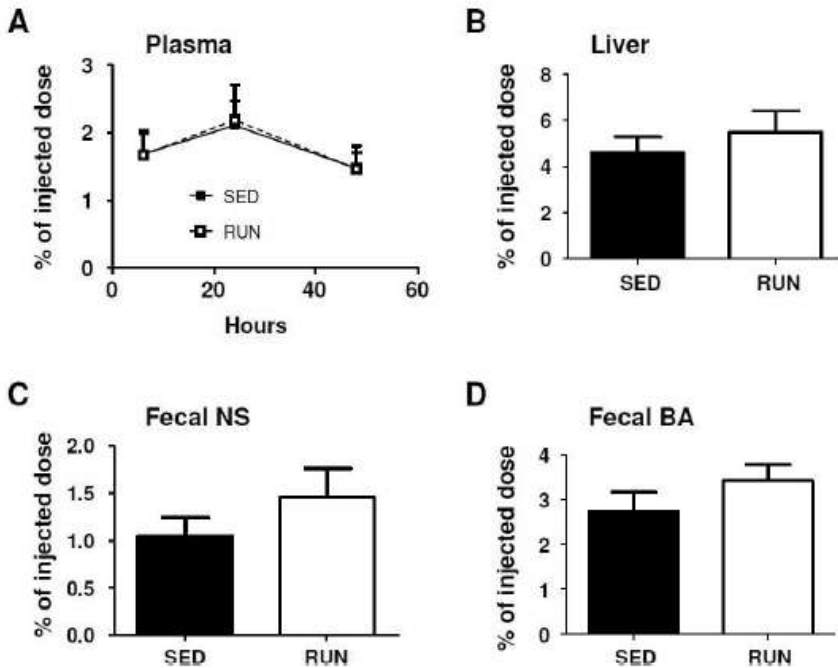 A
Plasma
% of injected dose
3
2
1
0
SED
RUN
0 20 40 60
Hours
B
Liver
% of injected dose
8
6
4
2
0
SED RUN
C
Fecal NS
% of injected dose
2.0
1.5
1.0
0.5
0.0
SED RUN
D
Fecal BA
% of injected dose
4
3
2
1
0
SED RUN